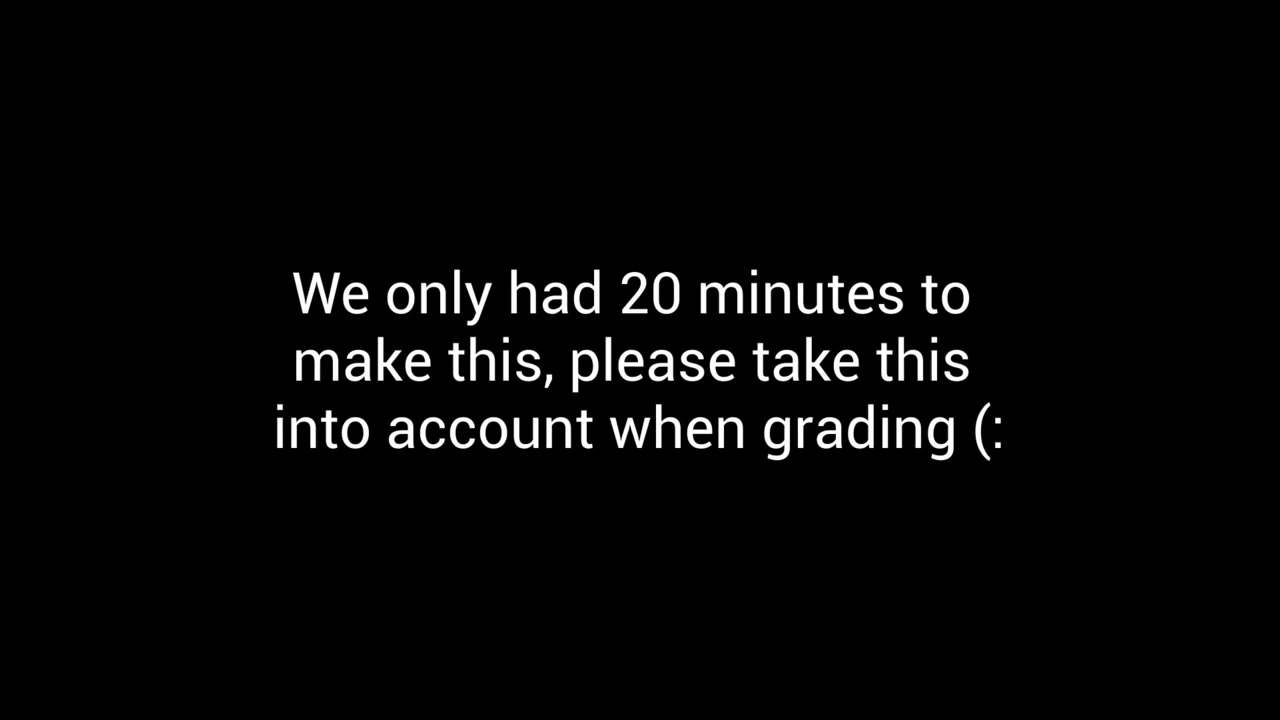 We only had 20 minutes to
make this, please take this
into account when grading (: